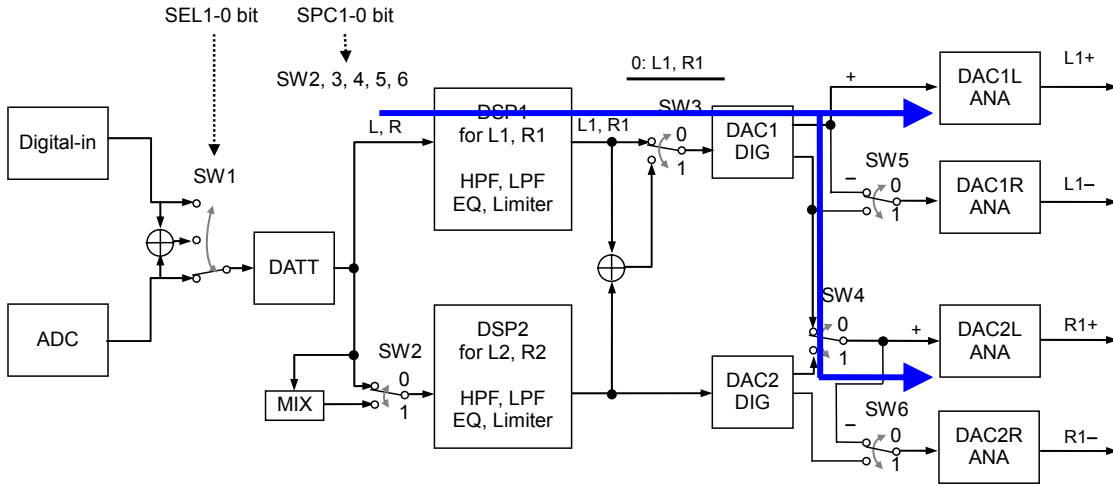 SEL1-0 bit
SPC1-0 bit
SW2, 3, 4, 5, 6
0: L1, R1
Digital-in
ADC
SW1
DATT
L, R
DSP1
for L1, R1
HPF, LPF
EQ, Limiter
L1, R1
SW3
0
1
DAC1
DIG
+
DAC1L
ANA
L1+
SW5
–
0
1
DAC1R
ANA
L1–
MIX
SW2
0
1
DSP2
for L2, R2
HPF, LPF
EQ, Limiter
DAC2
DIG
SW4
0
1
+
DAC2L
ANA
R1+
SW6
–
0
1
DAC2R
ANA
R1–